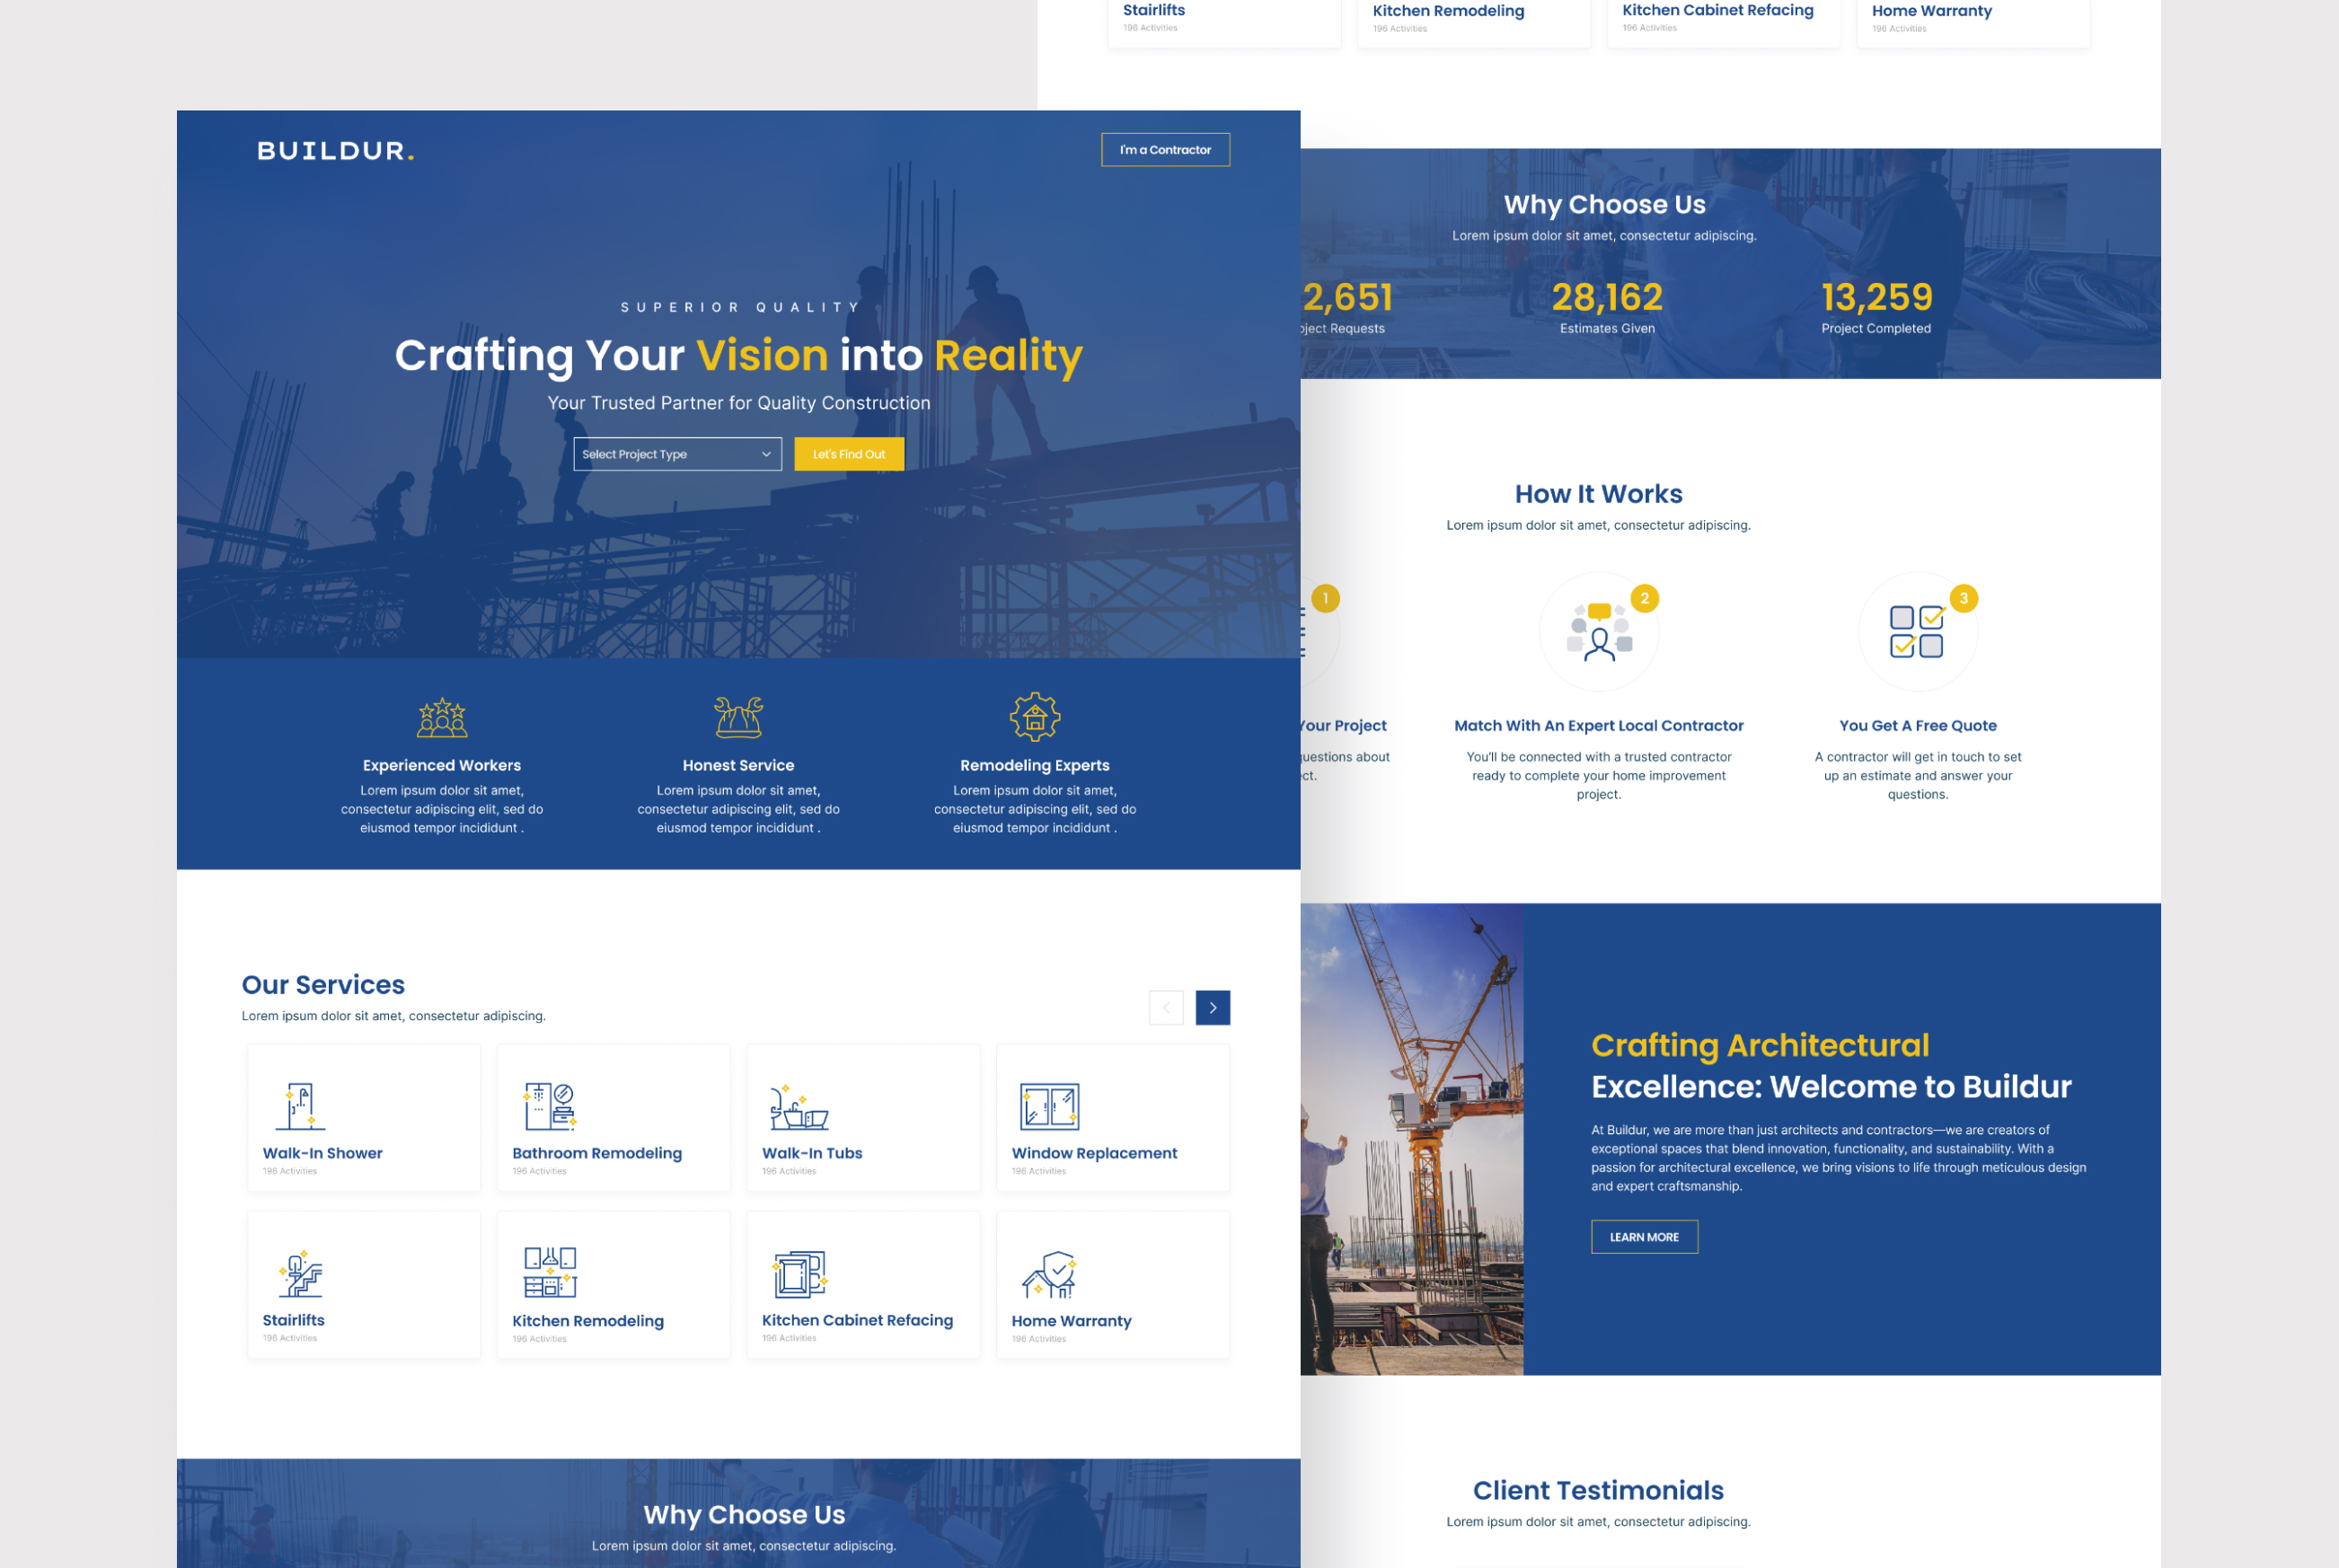 BUILDUR.
I'm a Contractor
SUPERIOR QUALITY
Crafting Your Vision into Reality
Your Trusted Partner for Quality Construction
Select Project Type
Let's Find Out
Experienced Workers
Lorem ipsum dolor sit amet,
consectetur adipiscing elit, sed do
eiusmod tempor incididunt .
Honest Service
Lorem ipsum dolor sit amet,
consectetur adipiscing elit, sed do
eiusmod tempor incididunt .
Remodeling Experts
Lorem ipsum dolor sit amet,
consectetur adipiscing elit, sed do
eiusmod tempor incididunt .
Our Services
Lorem ipsum dolor sit amet, consectetur adipiscing.
Walk-In Shower
196 Activities
Bathroom Remodeling
196 Activities
Walk-In Tubs
196 Activities
Window Replacement
196 Activities
Stairlifts
196 Activities
Kitchen Remodeling
196 Activities
Kitchen Cabinet Refacing
196 Activities
Home Warranty
196 Activities
Why Choose Us
Lorem ipsum dolor sit amet, consectetur adipiscing.
Stairlifts
196 Activities
Kitchen Remodeling
196 Activities
Kitchen Cabinet Refacing
196 Activities
Home Warranty
196 Activities
Why Choose Us
Lorem ipsum dolor sit amet, consectetur adipiscing.
2,651
Requests
28,162
Estimates Given
13,259
Project Completed
How It Works
Lorem ipsum dolor sit amet, consectetur adipiscing.
1
Your Project
questions about
2
Match With An Expert Local Contractor
You'll be connected with a trusted contractor
ready to complete your home improvement
project.
3
You Get A Free Quote
A contractor will get in touch to set
up an estimate and answer your
questions.
Crafting Architectural
Excellence: Welcome to Buildur
At Buildur, we are more than just architects and contractors—we are creators of
exceptional spaces that blend innovation, functionality, and sustainability. With a
passion for architectural excellence, we bring visions to life through meticulous design
and expert craftsmanship.
LEARN MORE
Client Testimonials
Lorem ipsum dolor sit amet, consectetur adipiscing.